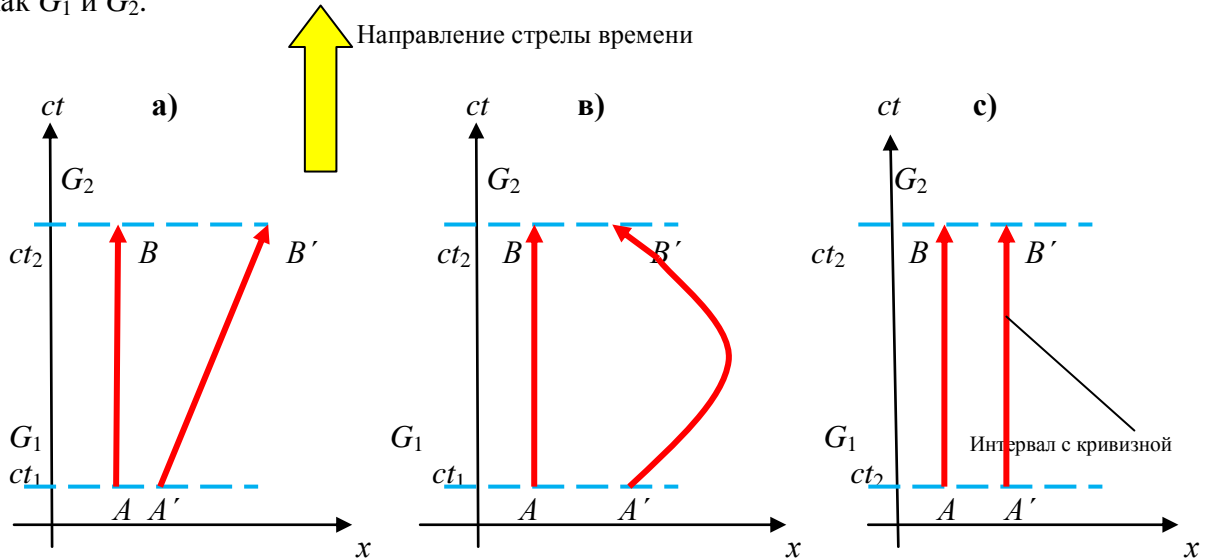 ак G₁ и G₂.
Направление стрелы времени
ct а) ct в) ct с)
G₂ G₂ G₂
B B´ B B´ B B´
ct₂ ct₂ ct₂
G₁ G₁ G₁
Интервал с кривизной
ct₁ ct₁ ct₂
A A´ A A´ A A´
x x x